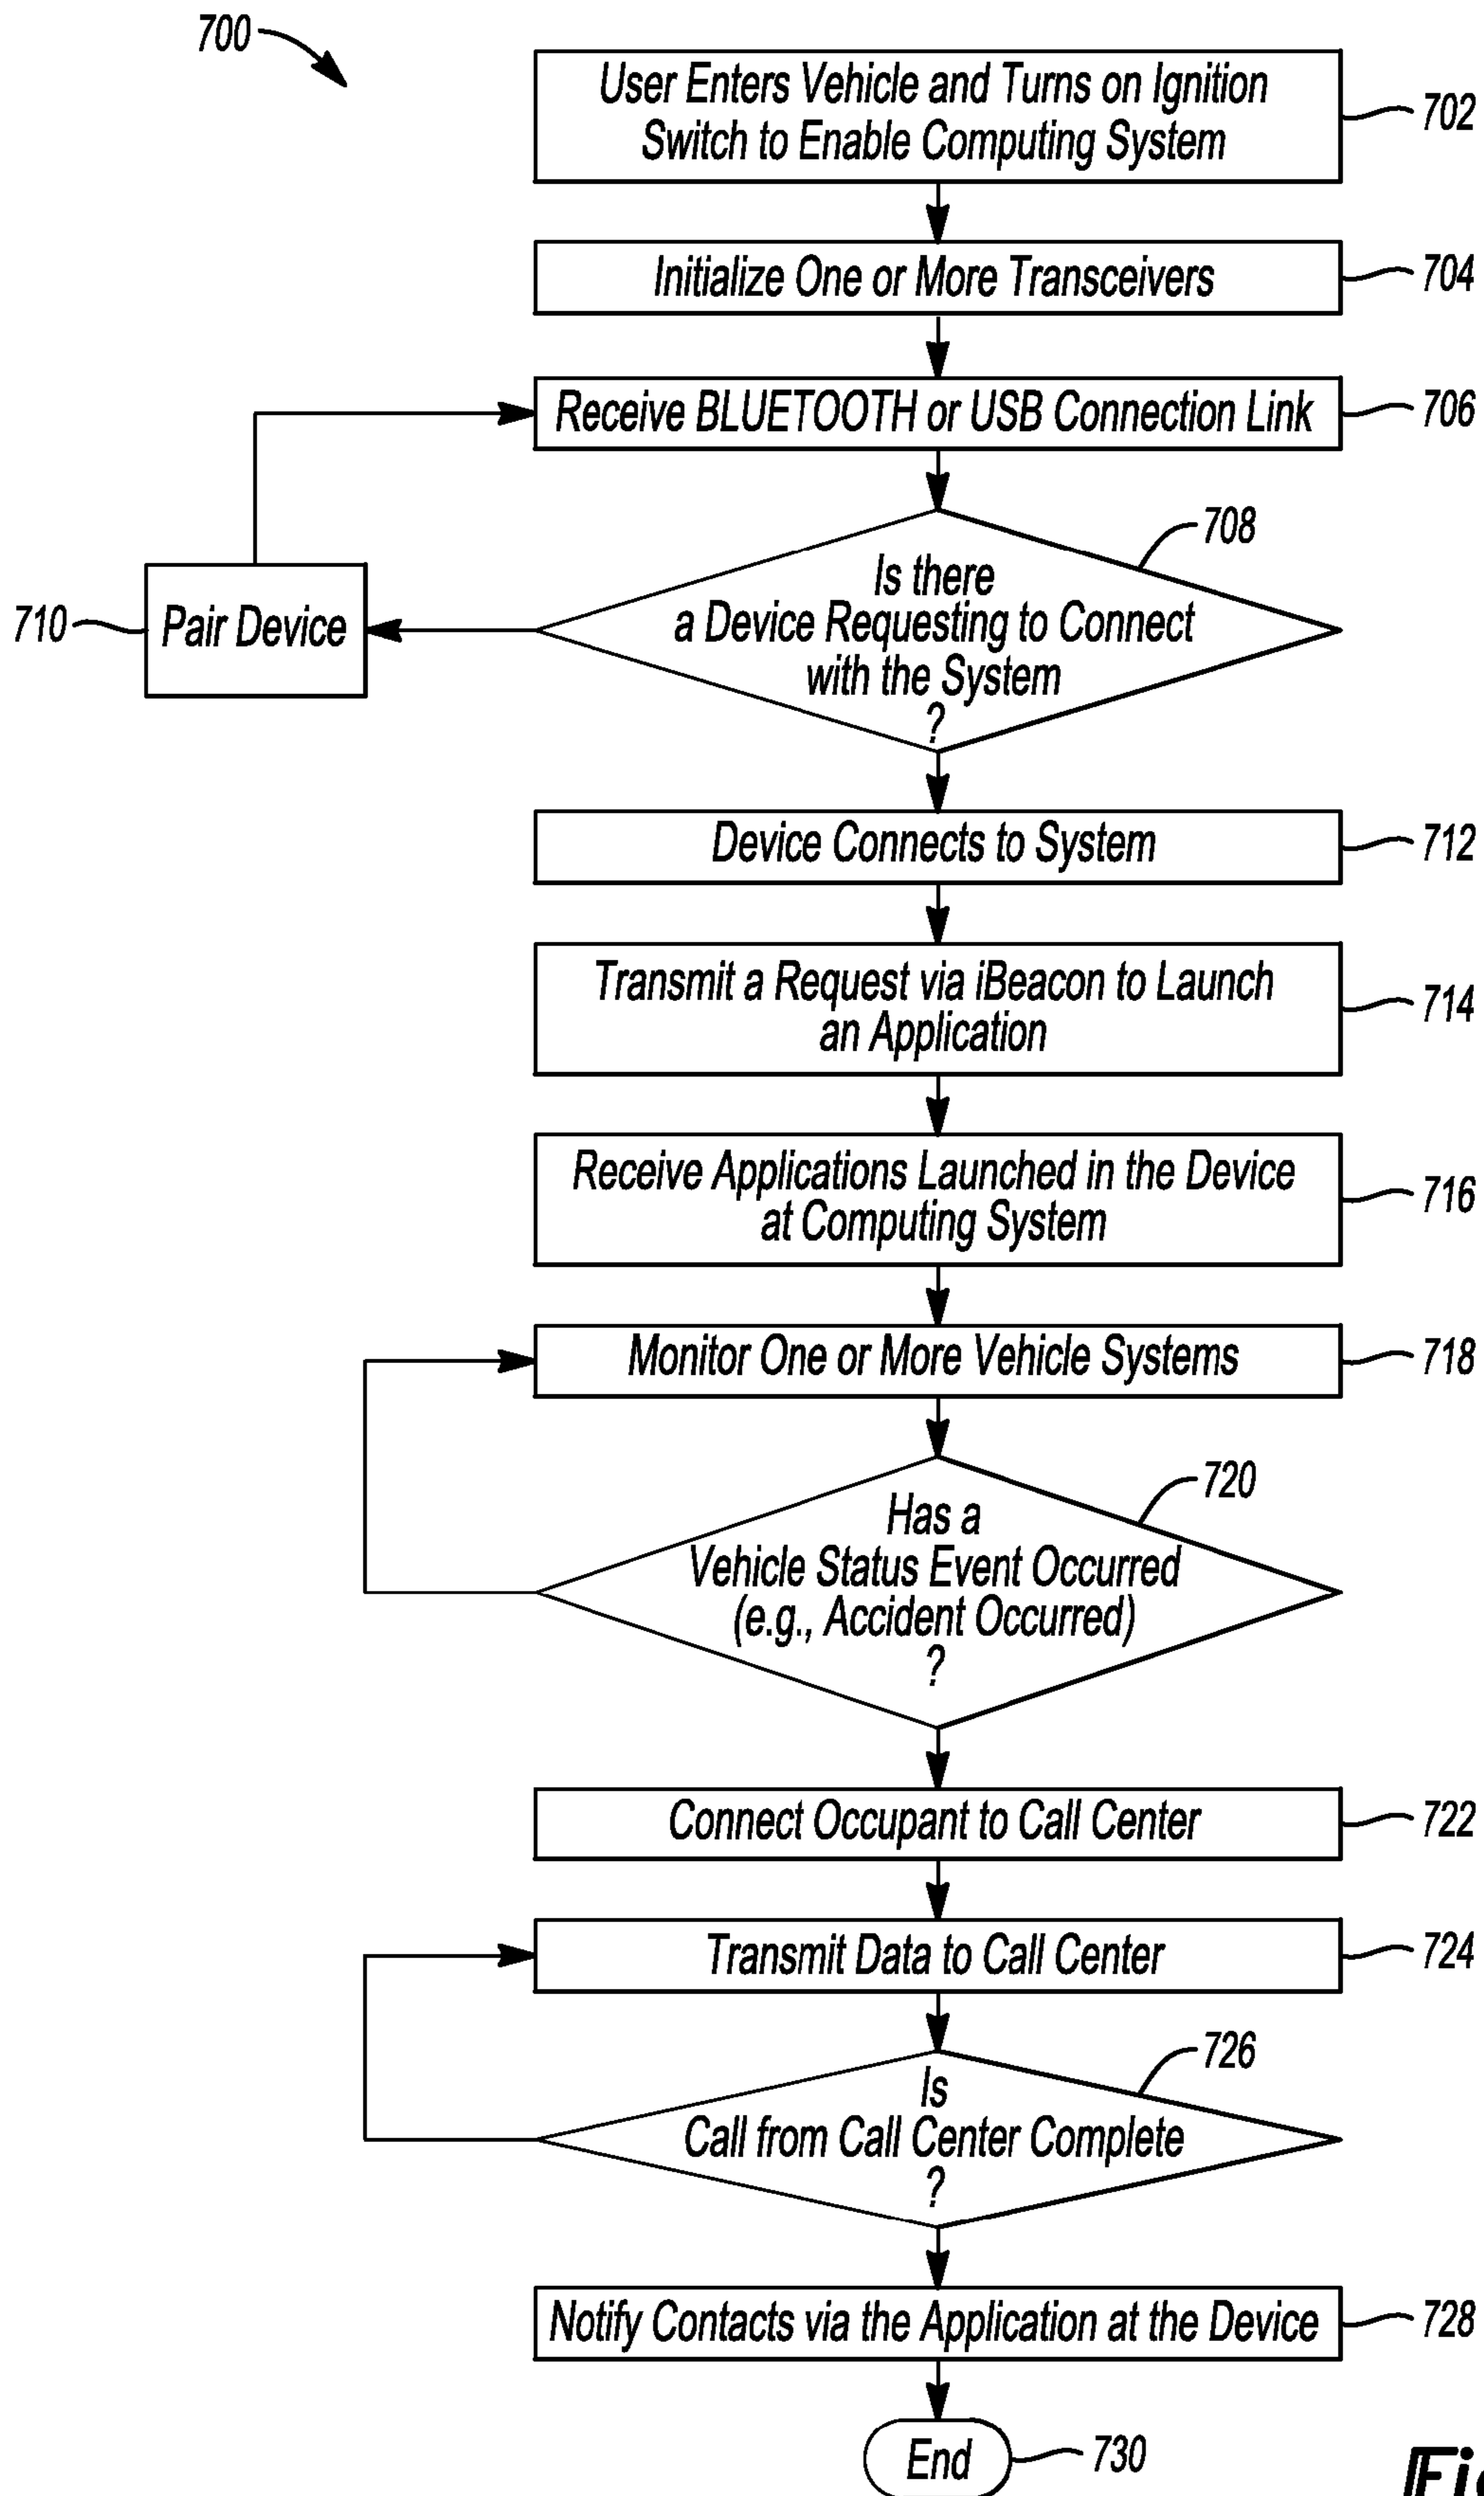 700
User Enters Vehicle and Turns on Ignition
Switch to Enable Computing System
702
Initialize One or More Transceivers
704
Receive BLUETOOTH or USB Connection Link
706
708
Is there
a Device Requesting to Connect
with the System
?
710
Pair Device
Device Connects to System
712
Transmit a Request via iBeacon to Launch
an Application
714
Receive Applications Launched in the Device
at Computing System
716
Monitor One or More Vehicle Systems
718
720
Has a
Vehicle Status Event Occurred
(e.g., Accident Occurred)
?
Connect Occupant to Call Center
722
Transmit Data to Call Center
724
726
Is
Call from Call Center Complete
?
Notify Contacts via the Application at the Device
728
End
730